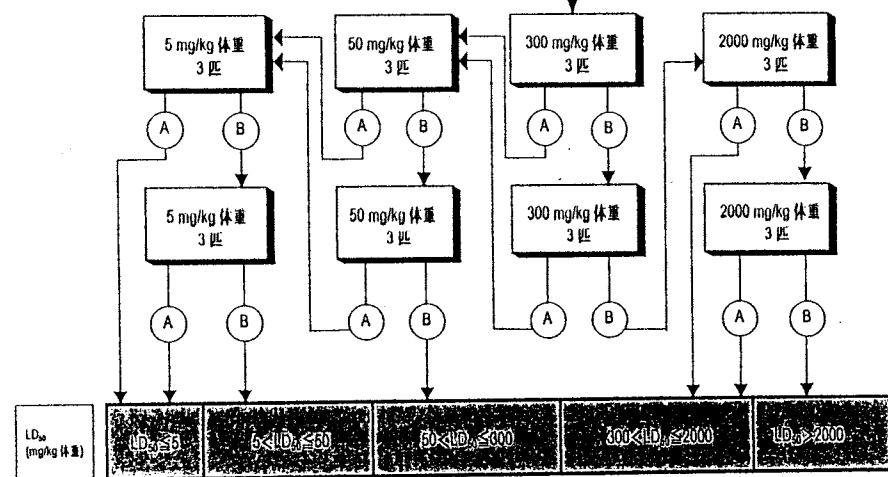 5 mg/kg 体重
3 匹
50 mg/kg 体重
3 匹
300 mg/kg 体重
3 匹
2000 mg/kg 体重
3 匹
A
B
A
B
A
B
A
B
5 mg/kg 体重
3 匹
50 mg/kg 体重
3 匹
300 mg/kg 体重
3 匹
2000 mg/kg 体重
3 匹
A
B
A
B
A
B
A
B
LD₅₀
(mg/kg 体重)
LD₅₀≦5
5<LD₅₀≦50
50<LD₅₀≦300
300<LD₅₀≦2000
LD₅₀>2000